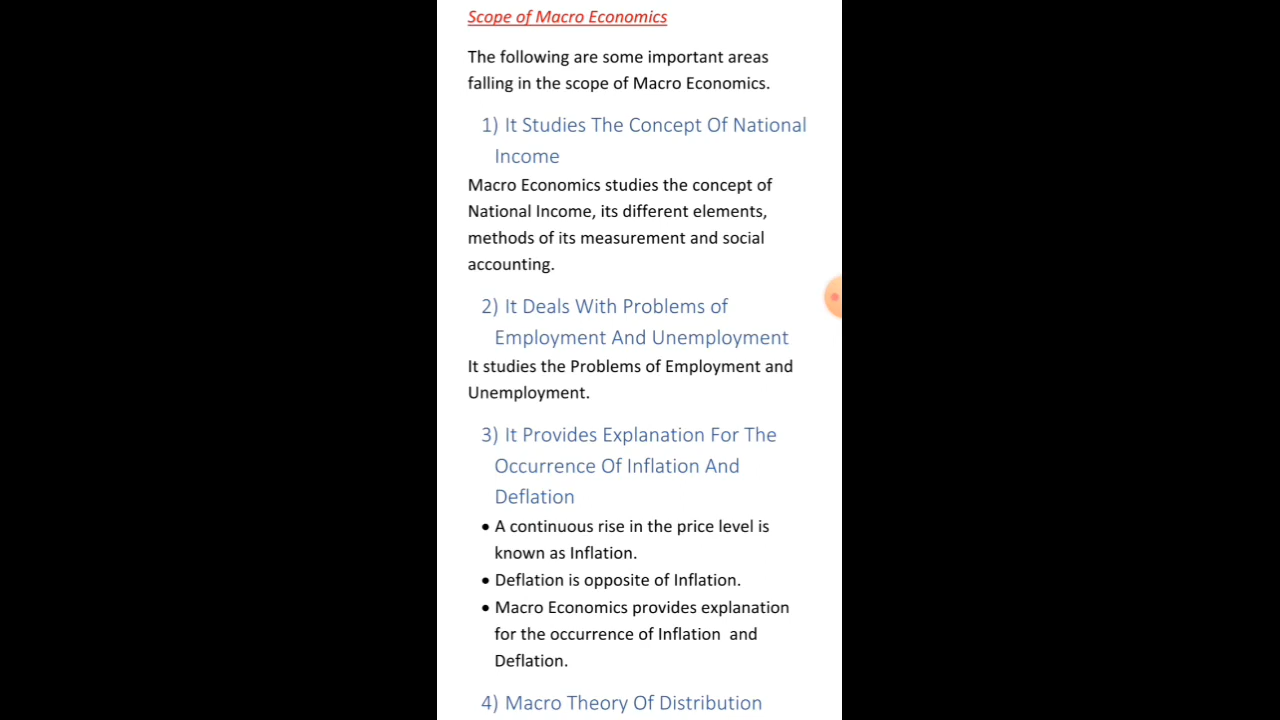 Scope of Macro Economics
The following are some important areas
falling in the scope of Macro Economics.
1) It Studies The Concept Of National
Income
Macro Economics studies the concept of
National Income, its different elements,
methods of its measurement and social
accounting.
2) It Deals With Problems of
Employment And Unemployment
It studies the Problems of Employment and
Unemployment.
3) It Provides Explanation For The
Occurrence Of Inflation And
Deflation
• A continuous rise in the price level is
known as Inflation.
• Deflation is opposite of Inflation.
• Macro Economics provides explanation
for the occurrence of Inflation  and
Deflation.
4) Macro Theory Of Distribution